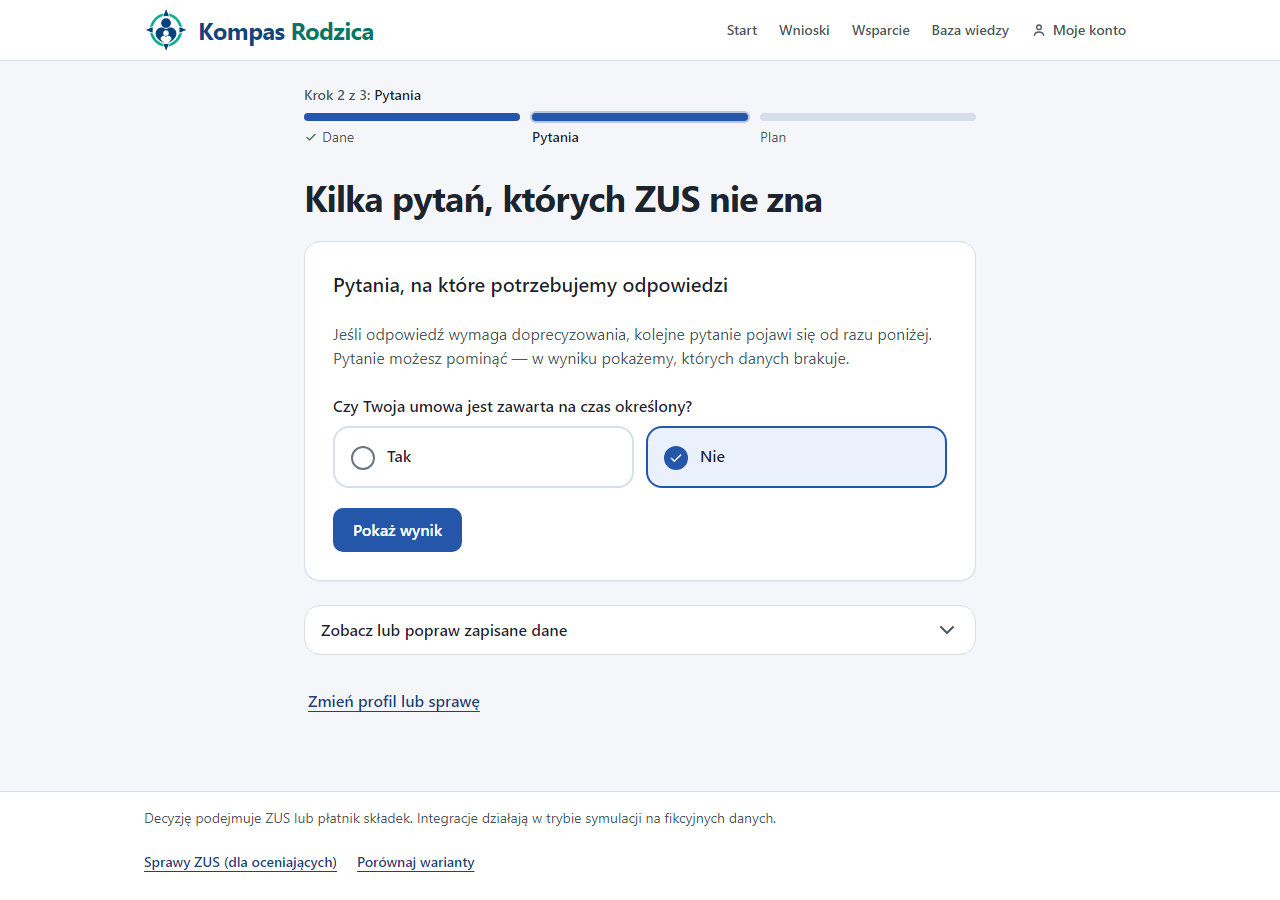 Kompas Rodzica
Start
Wnioski
Wsparcie
Baza wiedzy
Moje konto
Krok 2 z 3: Pytania
Dane
Pytania
Plan
Kilka pytań, których ZUS nie zna
Pytania, na które potrzebujemy odpowiedzi
Jeśli odpowiedź wymaga doprecyzowania, kolejne pytanie pojawi się od razu poniżej.
Pytanie możesz pominąć — w wyniku pokażemy, których danych brakuje.
Czy Twoja umowa jest zawarta na czas określony?
Tak
Nie
Pokaż wynik
Zobacz lub popraw zapisane dane
Zmień profil lub sprawę
Decyzję podejmuje ZUS lub płatnik składek. Integracje działają w trybie symulacji na fikcyjnych danych.
Sprawy ZUS (dla oceniających)
Porównaj warianty